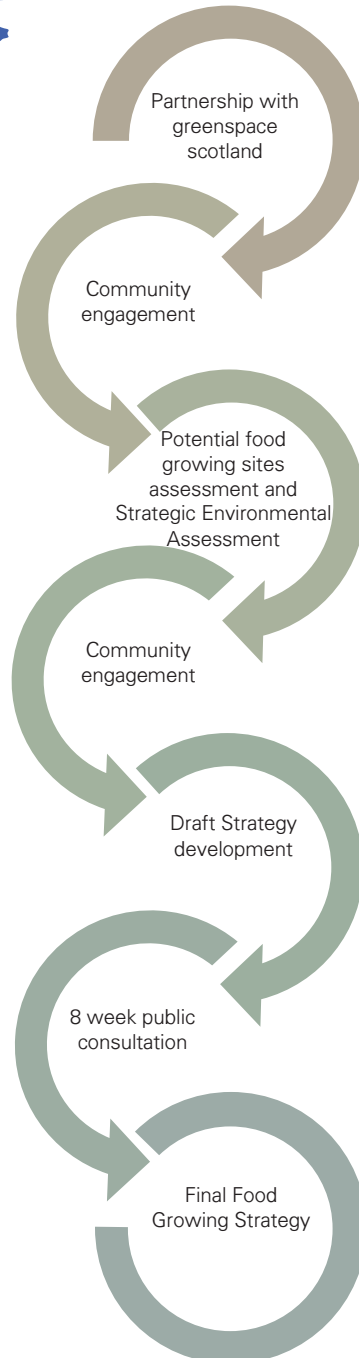 Partnership with
greenspace
scotland
Community
engagement
Potential food
growing sites
assessment and
Strategic Environmental
Assessment
Community
engagement
Draft Strategy
development
8 week public
consultation
Final Food
Growing Strategy